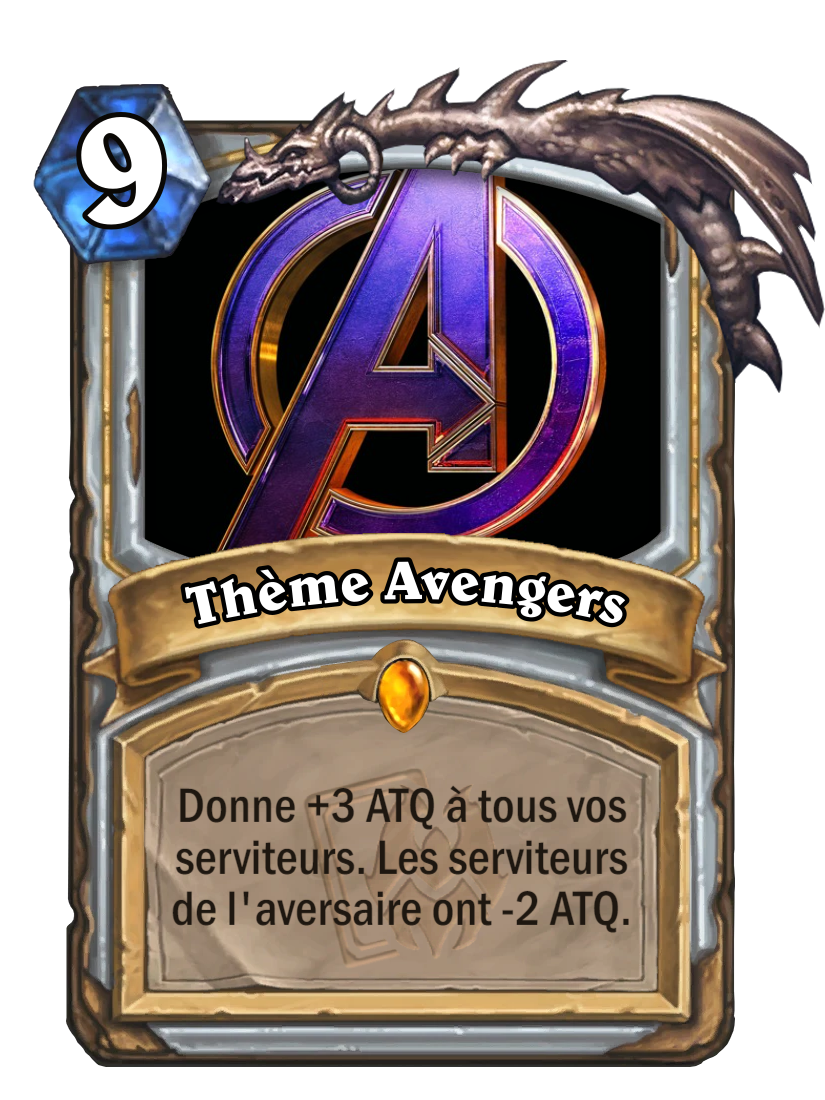 9
A
Thème Avengers
Donne +3 ATQ à tous vos
serviteurs. Les serviteurs
de l'aversaire ont -2 ATQ.